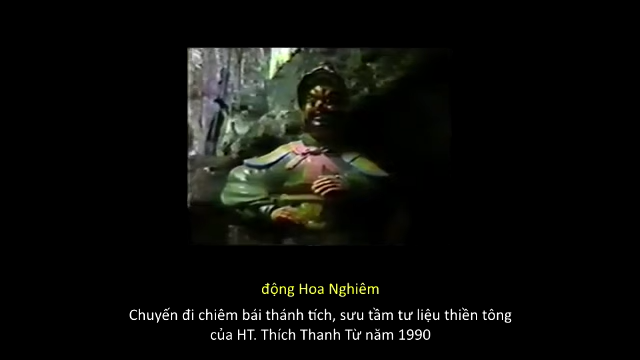 động Hoa Nghiêm
Chuyến đi chiêm bái thánh tích, sưu tầm tư liệu thiền tông
của HT. Thích Thanh Từ năm 1990